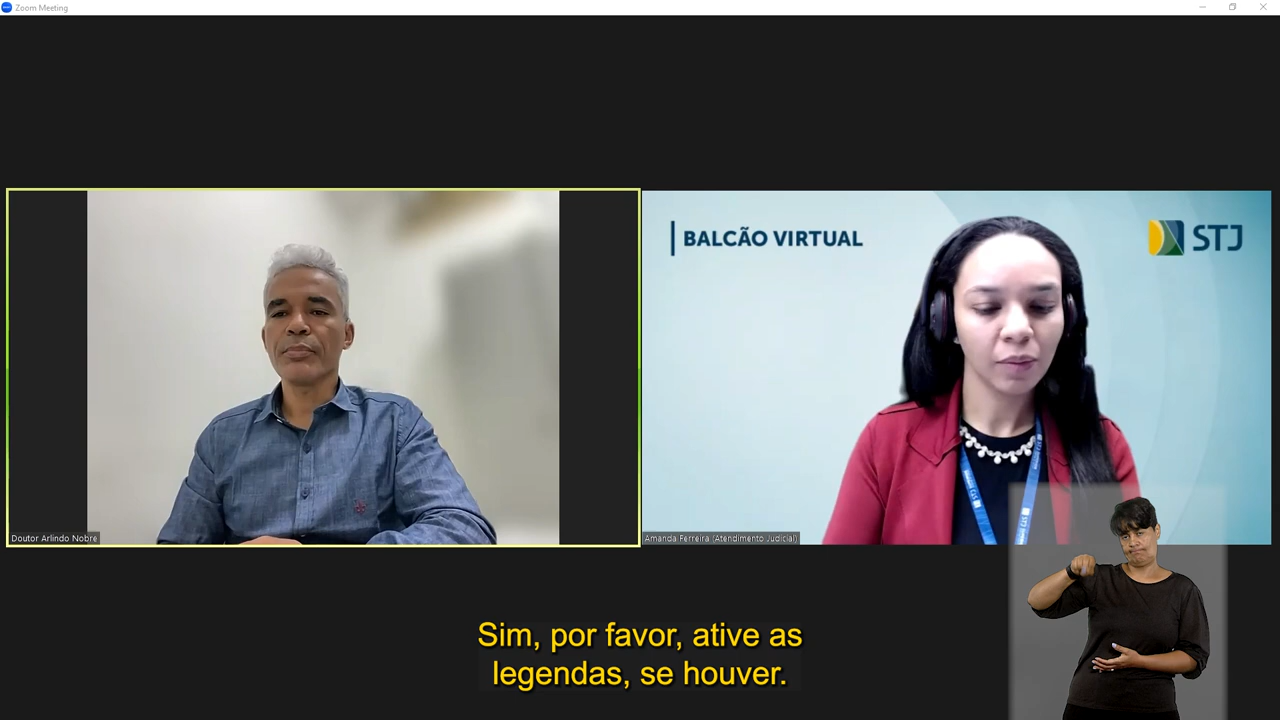 Zoom Meeting
BALCÃO VIRTUAL
STJ
Doutor Arlindo Nobre
Amanda Ferreira (Atendimento Judicial)
Sim, por favor, ative as
legendas, se houver.